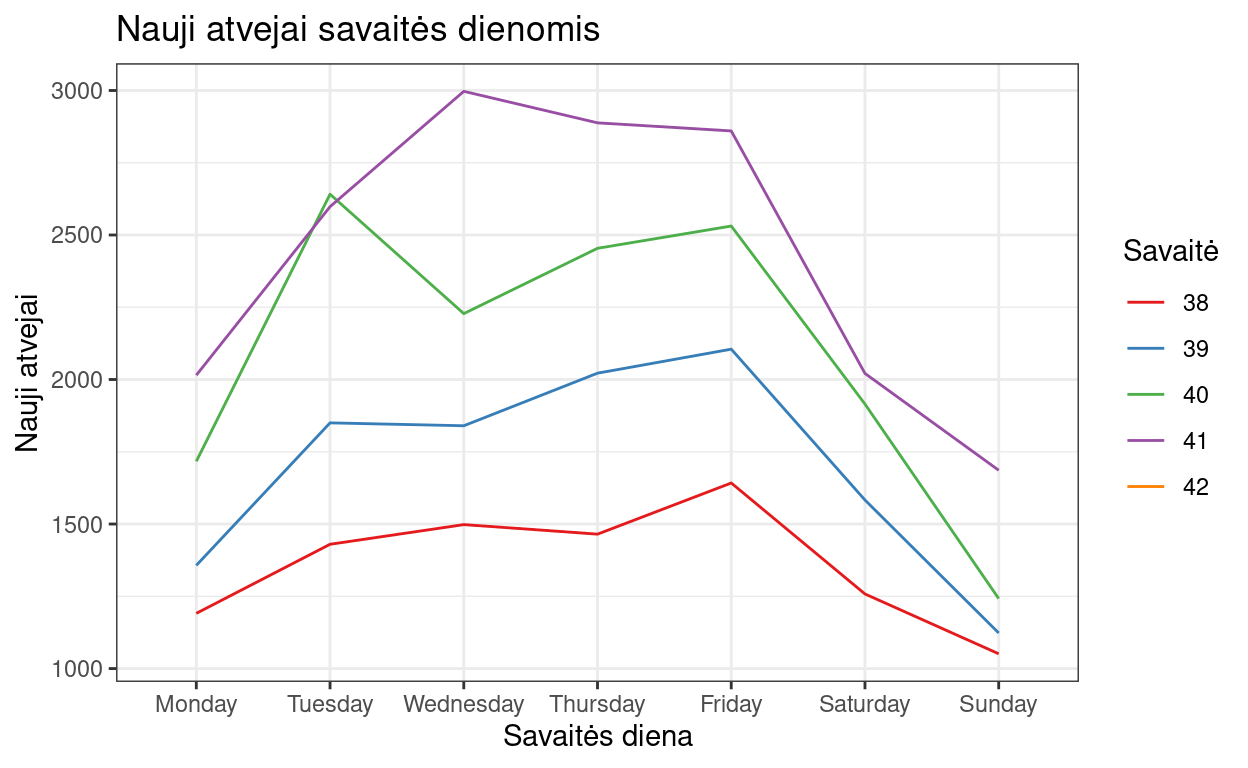 Nauji atvejai savaitės dienomis
Nauji atvejai
3000
2500
2000
1500
1000
Monday Tuesday Wednesday Thursday Friday Saturday Sunday
Savaitės diena
Savaitė
38
39
40
41
42